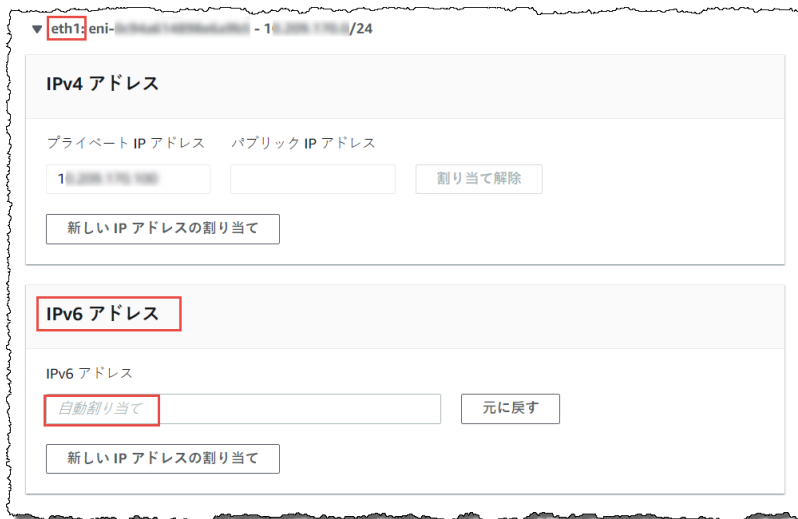 ▼ eth1: eni- - 1 /24
IPv4 アドレス
プライベート IP アドレス パブリック IP アドレス
1 割り当て解除
新しい IP アドレスの割り当て
IPv6 アドレス
IPv6 アドレス
自動割り当て 元に戻す
新しい IP アドレスの割り当て